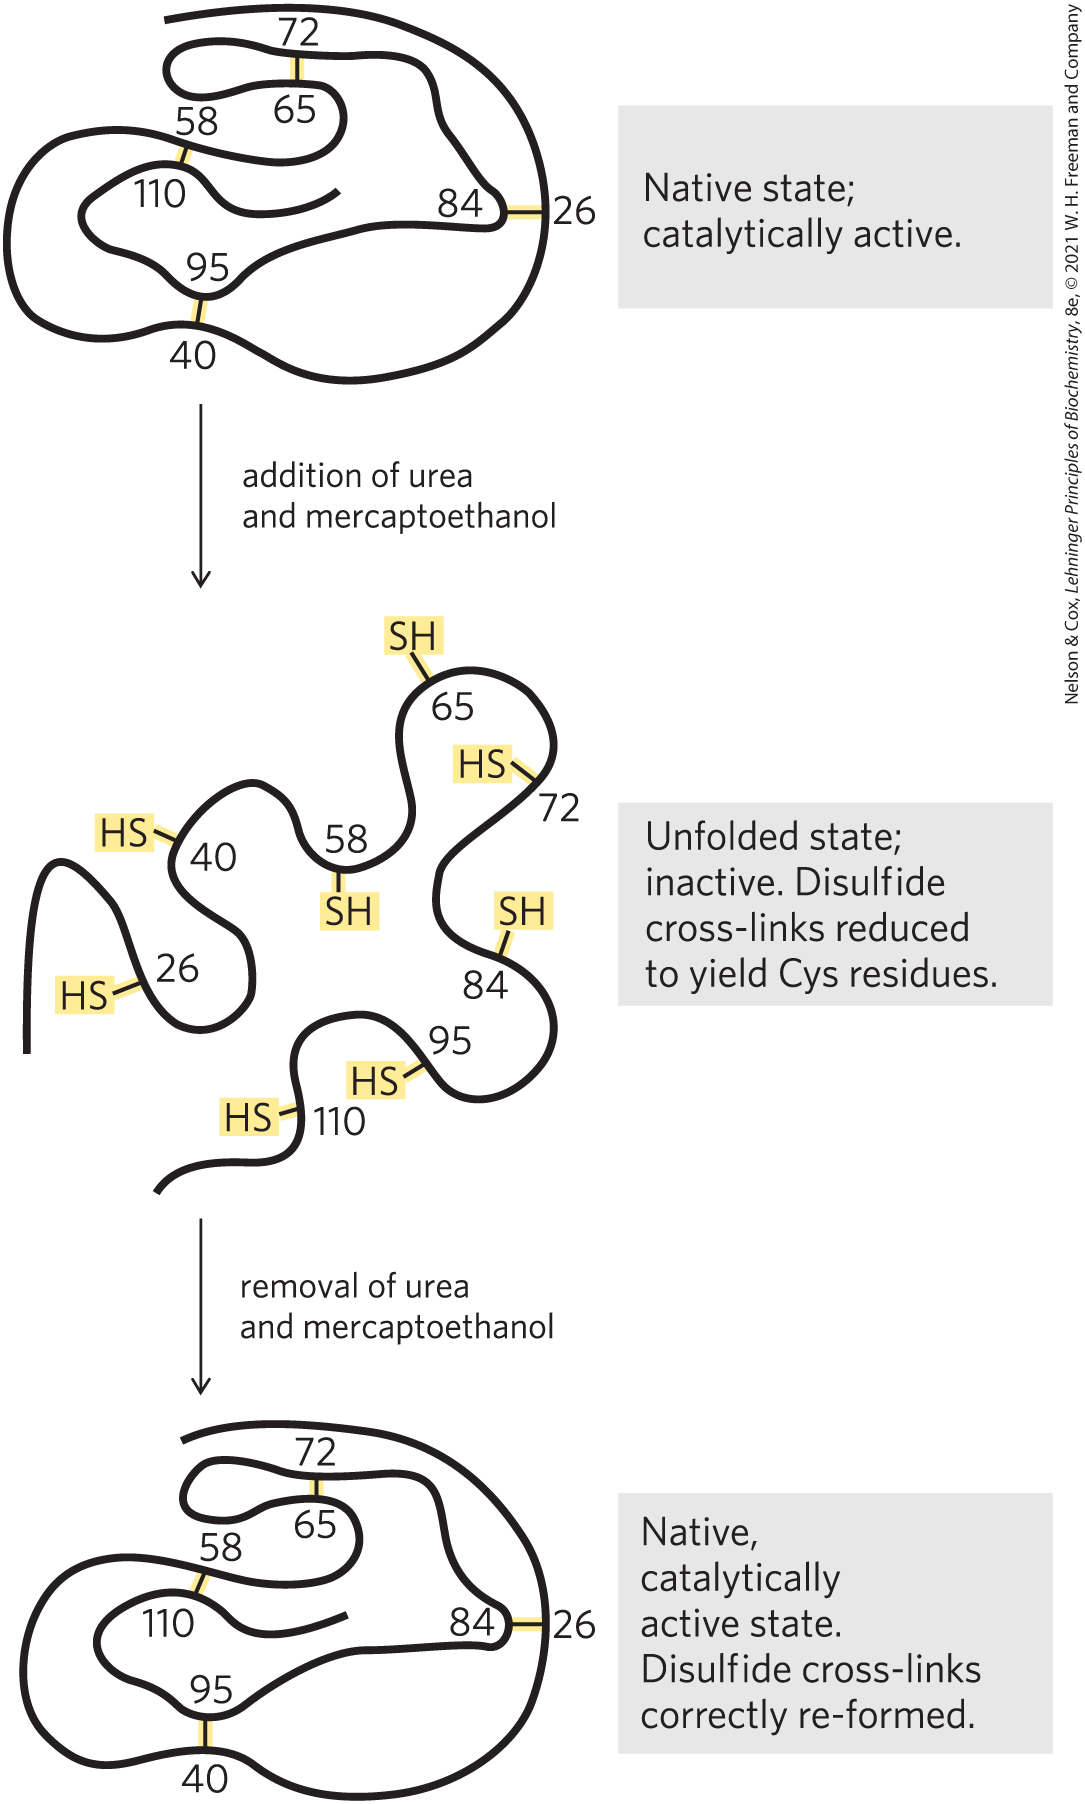 72
65
58
110
84
26
95
40
Native state;
catalytically active.
Nelson & Cox, Lehninger Principles of Biochemistry, 8e, © 2021 W. H. Freeman and Company
addition of urea
and mercaptoethanol
SH
65
HS
72
HS
40
58
SH
SH
84
26
HS
95
HS
HS
110
Unfolded state;
inactive. Disulfide
cross-links reduced
to yield Cys residues.
removal of urea
and mercaptoethanol
72
65
58
110
84
26
95
40
Native,
catalytically
active state.
Disulfide cross-links
correctly re-formed.